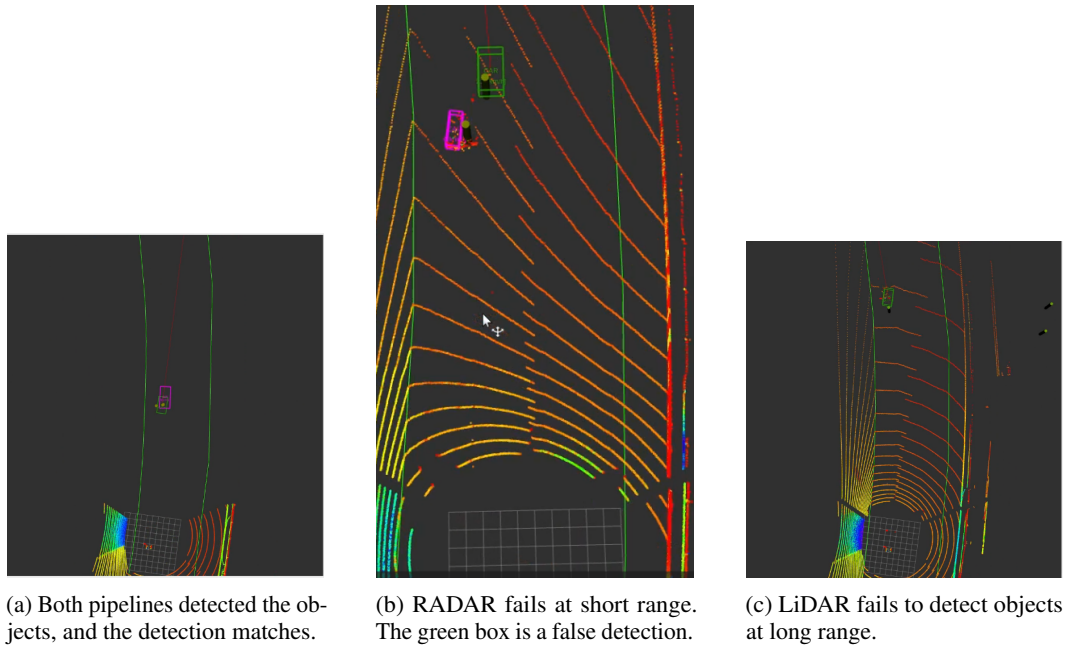 (a) Both pipelines detected the ob-
jects, and the detection matches.
(b) RADAR fails at short range.
The green box is a false detection.
(c) LiDAR fails to detect objects
at long range.